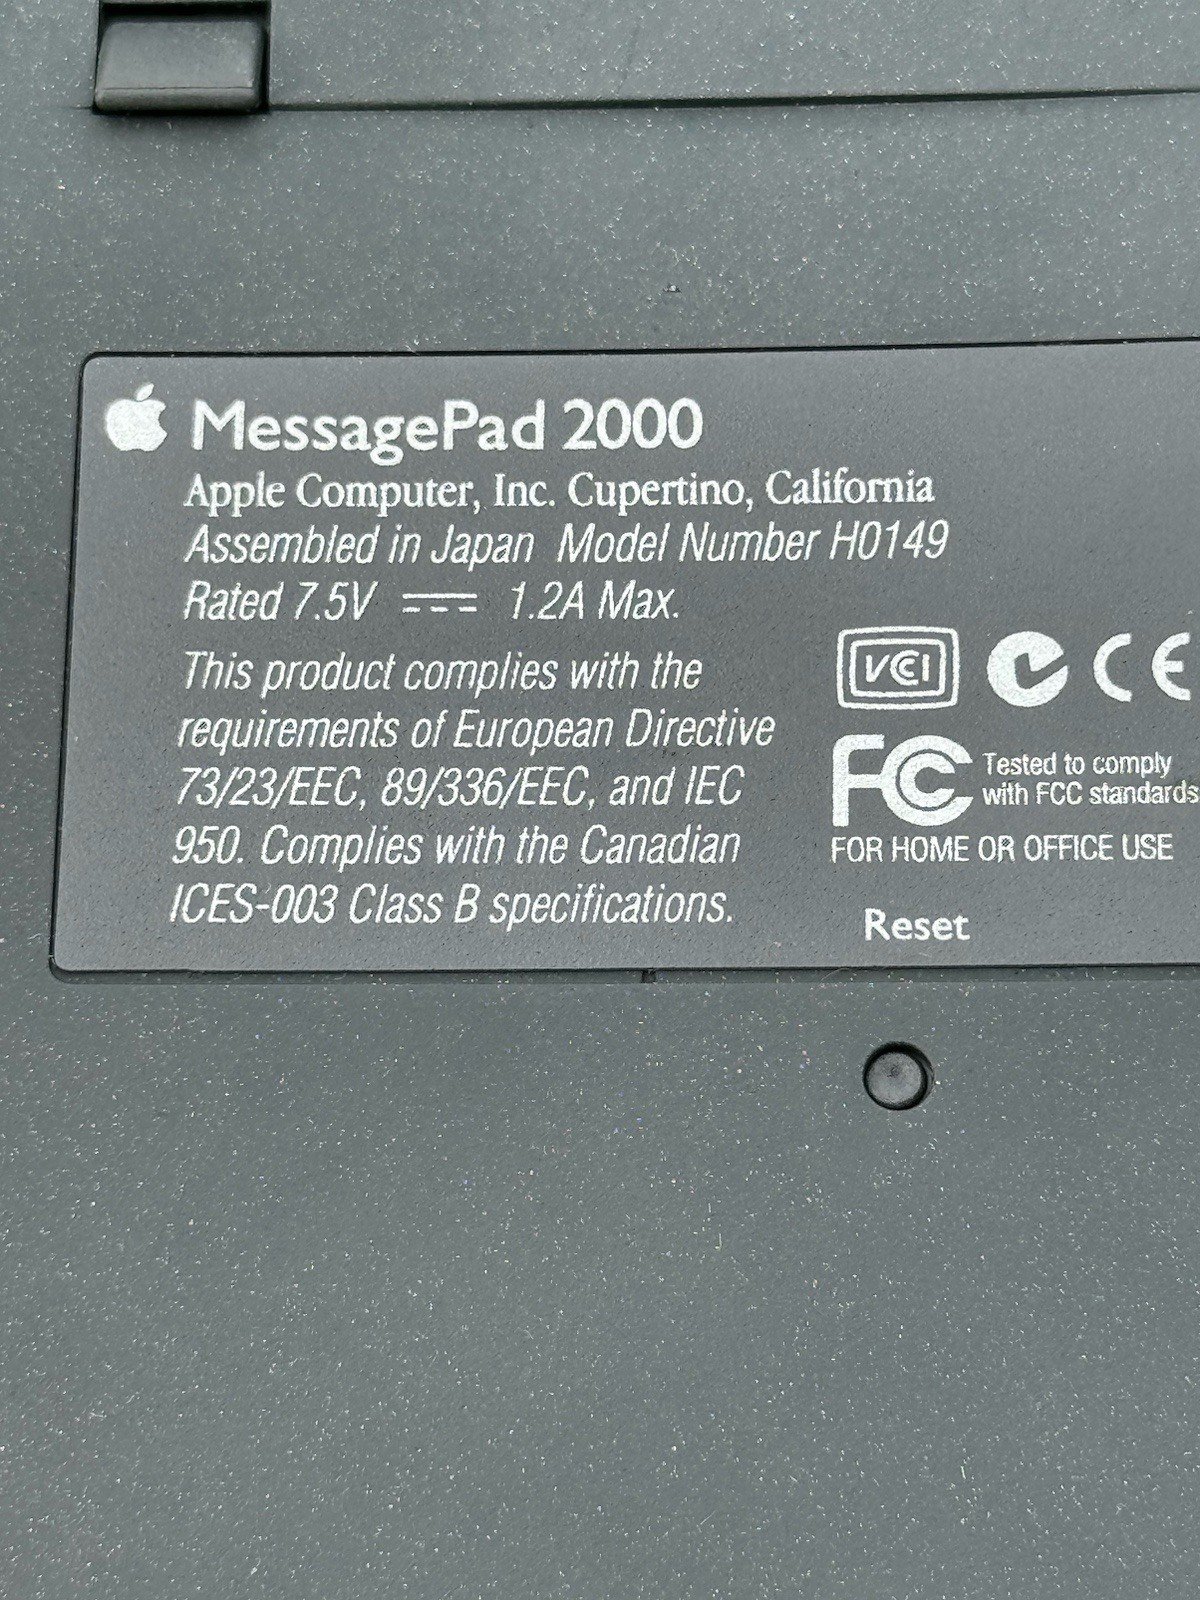 MessagePad 2000
Apple Computer, Inc. Cupertino, California
Assembled in Japan Model Number H0149
Rated 7.5V 1.2A Max.
This product complies with the
requirements of European Directive
73/23/EEC, 89/336/EEC, and IEC
950. Complies with the Canadian
ICES-003 Class B specifications.
VCCI
CE
FC Tested to comply
with FCC standards
FOR HOME OR OFFICE USE
Reset